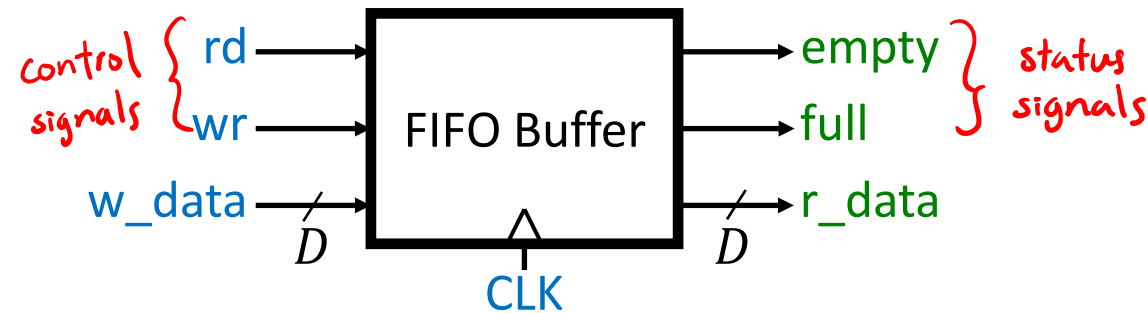 control
signals
rd
wr
w_data
D
FIFO Buffer
CLK
empty
full
r_data
D
status
signals